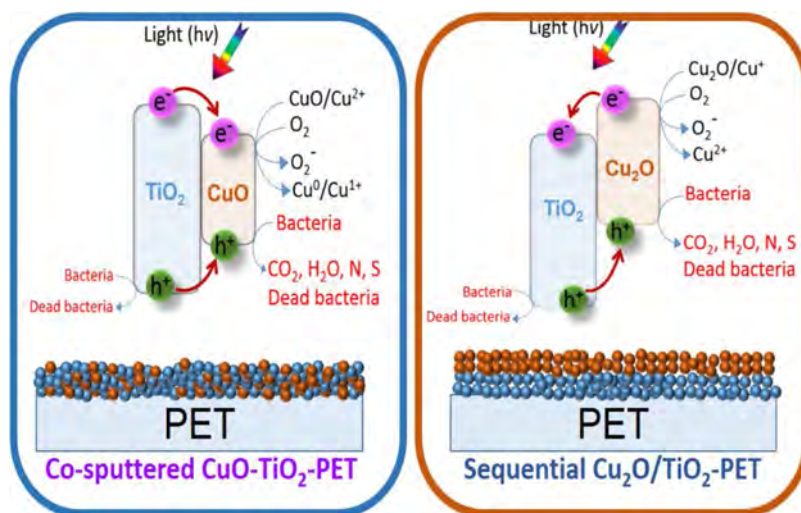 Light (hν)
e⁻
e⁻
CuO/Cu²⁺
O₂
O₂⁻
Cu⁰/Cu¹⁺
TiO₂
CuO
Bacteria
h⁺
h⁺
CO₂, H₂O, N, S
Dead bacteria
Bacteria
Dead bacteria
PET
Co-sputtered CuO-TiO₂-PET
Light (hν)
e⁻
e⁻
Cu₂O/Cu⁺
O₂
O₂⁻
Cu²⁺
Cu₂O
TiO₂
Bacteria
h⁺
h⁺
CO₂, H₂O, N, S
Dead bacteria
Bacteria
Dead bacteria
PET
Sequential Cu₂O/TiO₂-PET